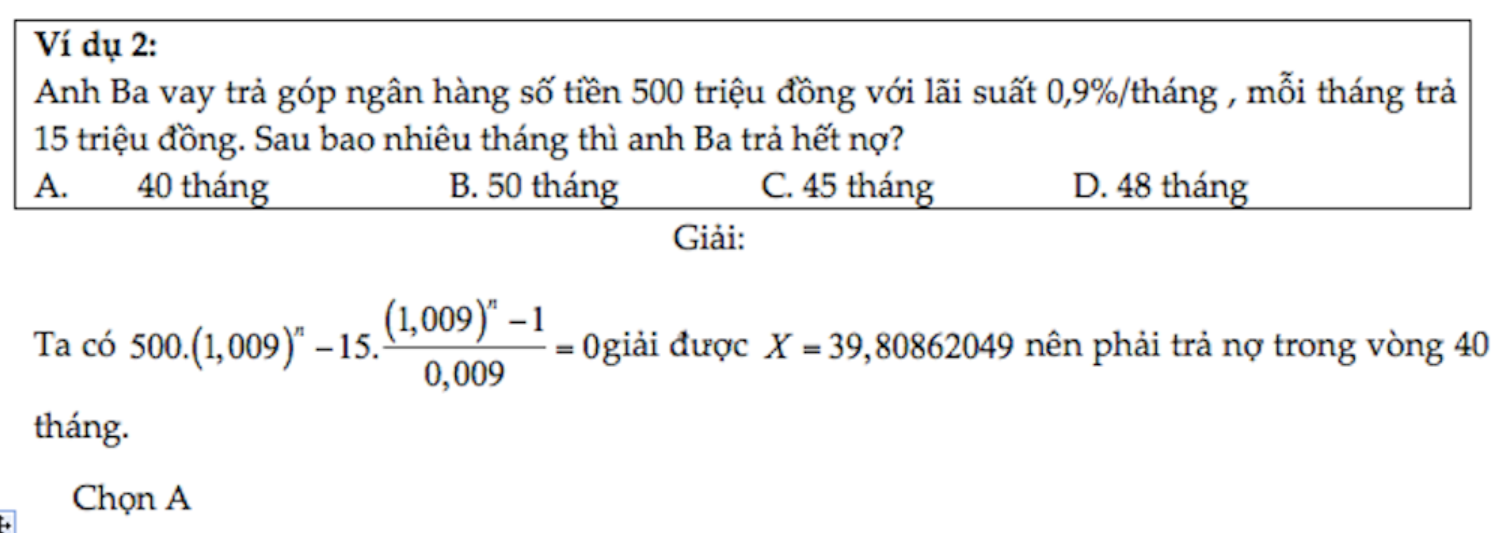 Ví dụ 2:
Anh Ba vay trả góp ngân hàng số tiền 500 triệu đồng với lãi suất 0,9%/tháng , mỗi tháng trả
15 triệu đồng. Sau bao nhiêu tháng thì anh Ba trả hết nợ?
A. 40 tháng B. 50 tháng C. 45 tháng D. 48 tháng
Giải:
Ta có 500.(1,009)^n − 15.((1,009)^n − 1)/(0,009) = 0giải được X = 39,80862049 nên phải trả nợ trong vòng 40
tháng.
Chọn A